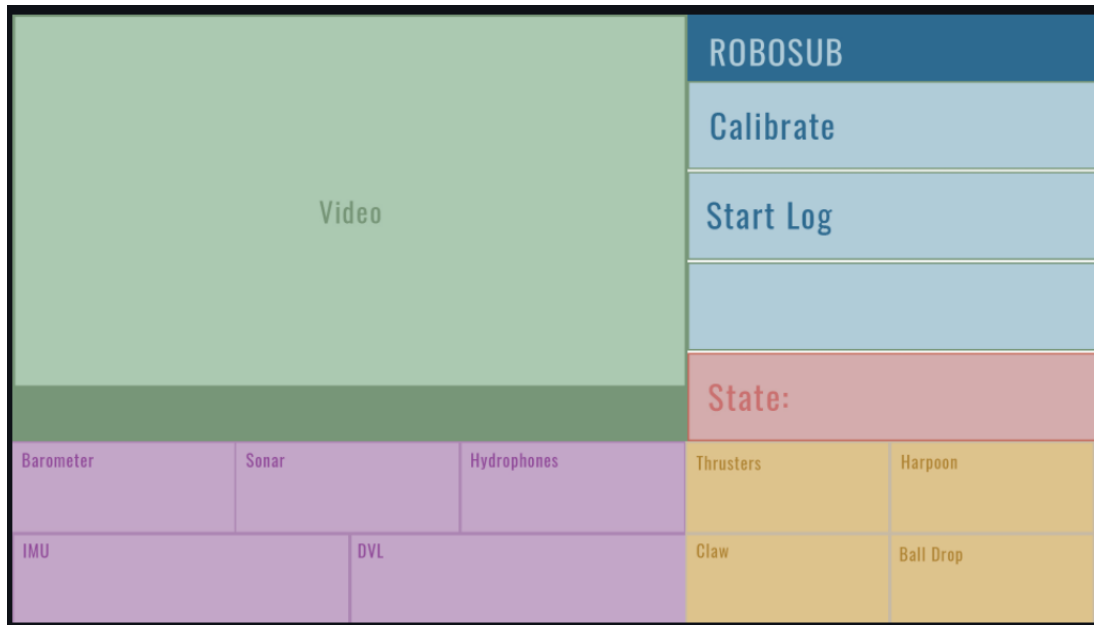 ROBOSUB
Calibrate
Video
Start Log
State:
Barometer
Sonar
Hydrophones
Thrusters
Harpoon
IMU
DVL
Claw
Ball Drop